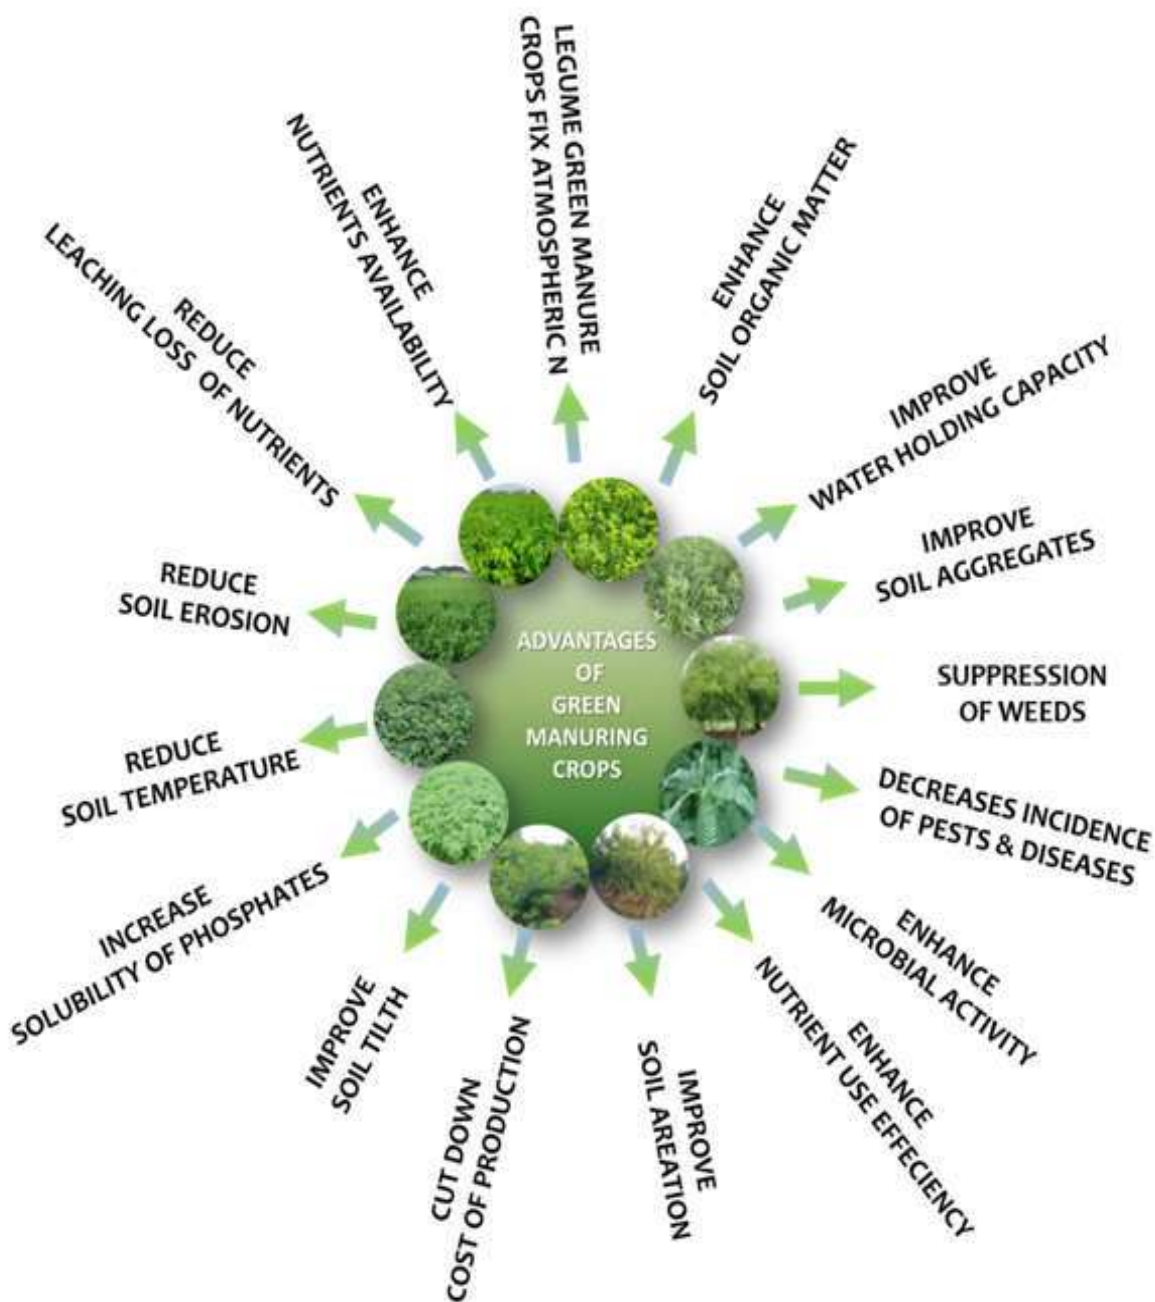 ADVANTAGES
OF
GREEN
MANURING
CROPS
LEGUME GREEN MANURE
CROPS FIX ATMOSPHERIC N
ENHANCE
SOIL ORGANIC MATTER
IMPROVE
WATER HOLDING CAPACITY
IMPROVE
SOIL AGGREGATES
SUPPRESSION
OF WEEDS
DECREASES INCIDENCE
OF PESTS & DISEASES
ENHANCE
MICROBIAL ACTIVITY
ENHANCE
NUTRIENT USE EFFECIENCY
IMPROVE
SOIL AREATION
CUT DOWN
COST OF PRODUCTION
IMPROVE
SOIL TILTH
INCREASE
SOLUBILITY OF PHOSPHATES
REDUCE
SOIL TEMPERATURE
REDUCE
SOIL EROSION
REDUCE
LEACHING LOSS OF NUTRIENTS
ENHANCE
NUTRIENTS AVAILABILITY